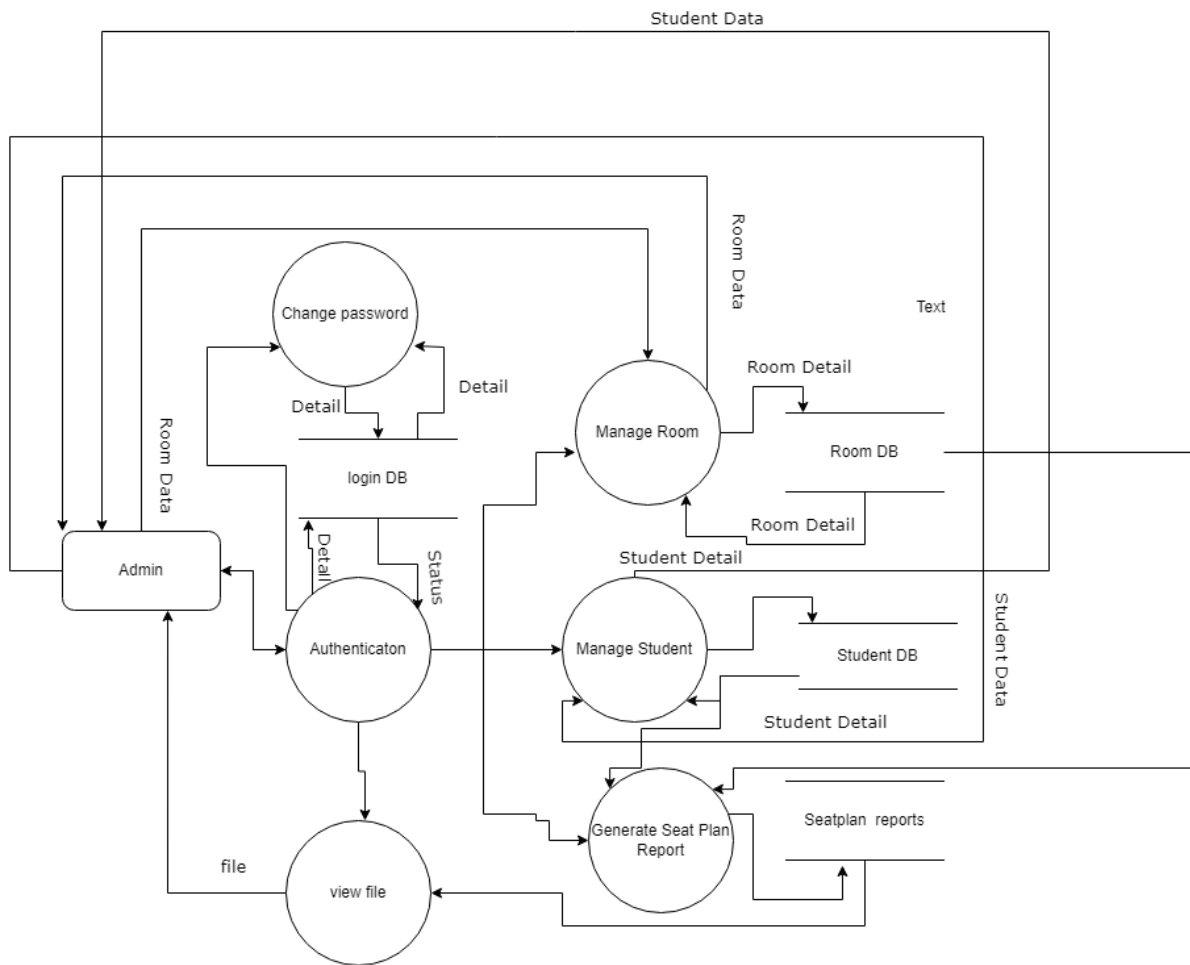 Student Data
Room Data
Text
Change password
Room Detail
Detail
Detail
Manage Room
Room Data
Room DB
login DB
Room Detail
Student Detail
Detail
Status
Admin
Authenticaton
Manage Student
Student DB
Student Data
Student Detail
Generate Seat Plan
Report
Seatplan reports
file
view file